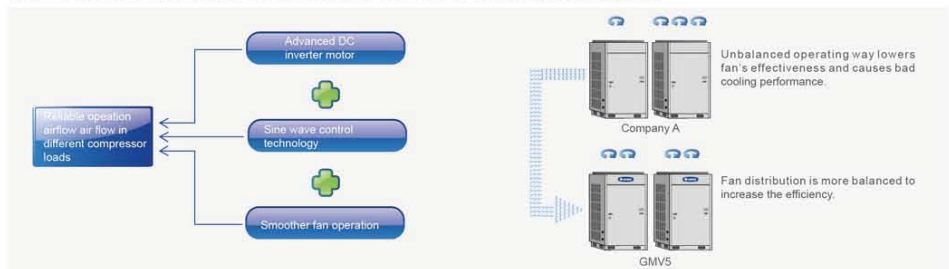 Advanced DC
inverter motor
Reliable opeation
airflow air flow in
different compressor
loads
Sine wave control
technology
Smoother fan operation
Unbalanced operating way lowers
fan's effectiveness and causes bad
cooling performance.
Company A
Fan distribution is more balanced to
increase the efficiency.
GMV5